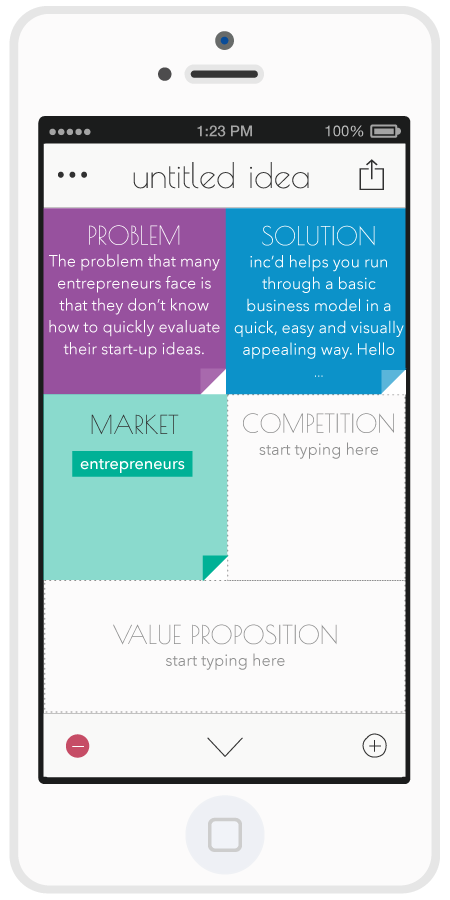 1:23 PM 100%
untitled idea
PROBLEM
The problem that many
entrepreneurs face is
that they don't know
how to quickly evaluate
their start-up ideas.
SOLUTION
inc'd helps you run
through a basic
business model in a
quick, easy and visually
appealing way. Hello
...
MARKET
entrepreneurs
COMPETITION
start typing here
VALUE PROPOSITION
start typing here